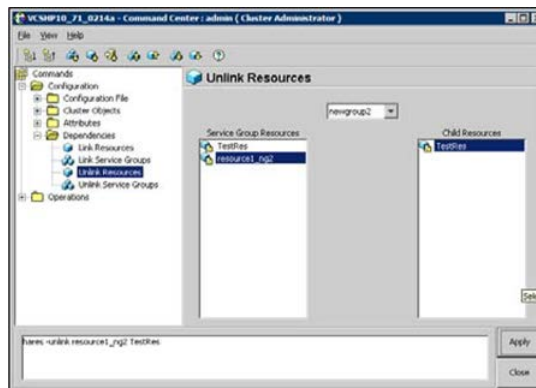 VCSHP10_71_0214a - Command Center : admin ( Cluster Administrator )
File View Help
Commands
Configuration
Configuration File
Cluster Objects
Attributes
Dependencies
Link Resources
Link Service Groups
Unlink Resources
Unlink Service Groups
Operations
Unlink Resources
newgroup2
Service Group Resources
TestRes
resource1_ng2
Child Resources
TestRes
Sel
hares -unlink resource1_ng2 TestRes
Apply
Close